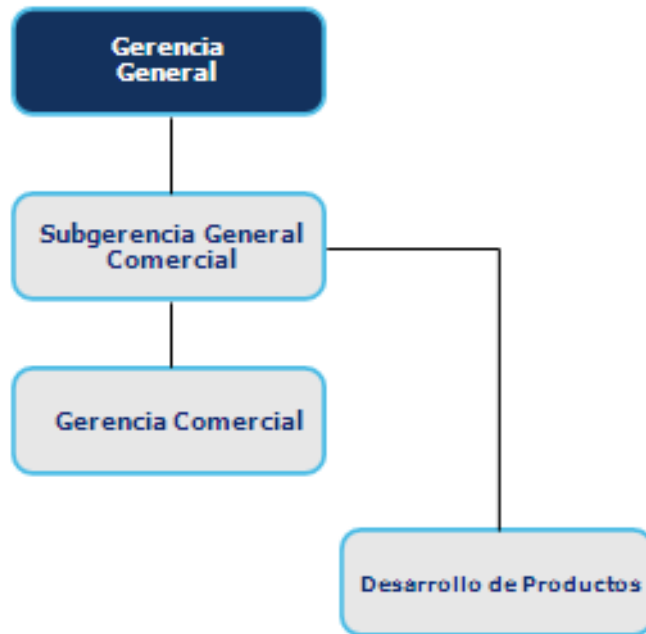 Gerencia
General
Subgerencia General
Comercial
Gerencia Comercial
Desarrollo de Productos